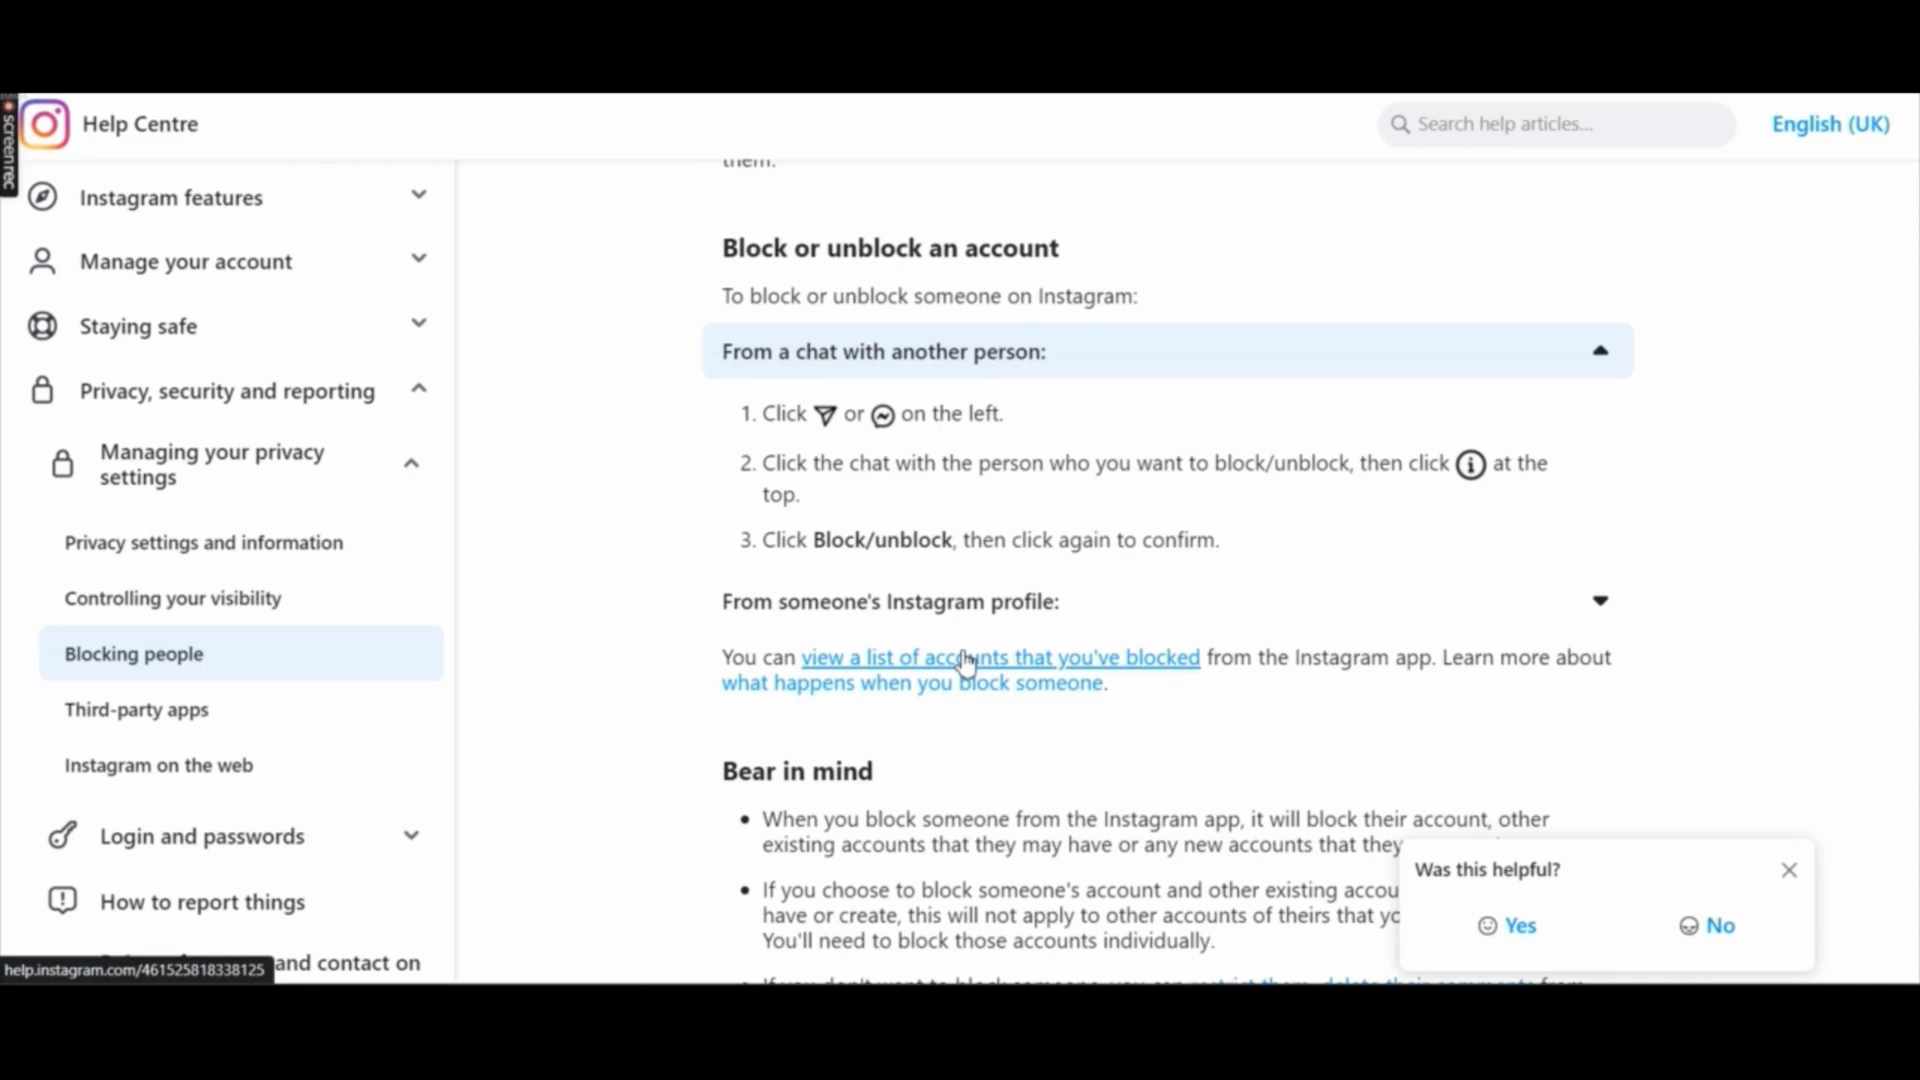 screenrec
Help Centre
Search help articles...
English (UK)
Instagram features
Manage your account
Staying safe
Privacy, security and reporting
Managing your privacy
settings
Privacy settings and information
Controlling your visibility
Blocking people
Third-party apps
Instagram on the web
Login and passwords
How to report things
and contact on
help.instagram.com/461525818338125
them.
Block or unblock an account
To block or unblock someone on Instagram:
From a chat with another person:
1. Click or on the left.
2. Click the chat with the person who you want to block/unblock, then click at the
top.
3. Click Block/unblock, then click again to confirm.
From someone's Instagram profile:
You can view a list of accounts that you've blocked from the Instagram app. Learn more about
what happens when you block someone.
Bear in mind
• When you block someone from the Instagram app, it will block their account, other
existing accounts that they may have or any new accounts that they
• If you choose to block someone's account and other existing accou
have or create, this will not apply to other accounts of theirs that yo
You'll need to block those accounts individually.
Was this helpful?
Yes
No